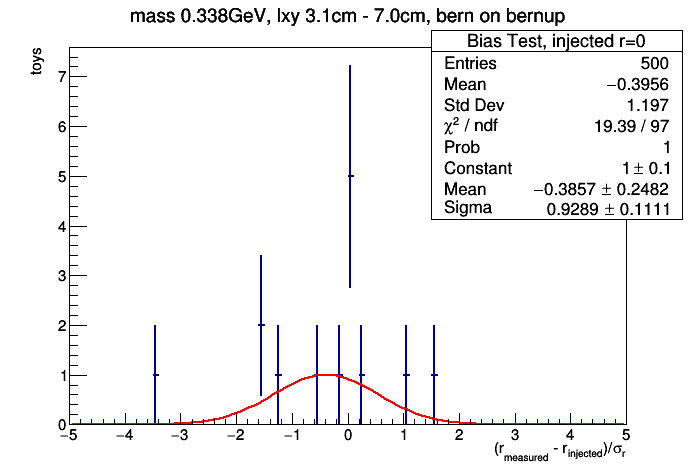 mass 0.338GeV, lxy 3.1cm - 7.0cm, bern on bernup
Bias Test, injected r=0
Entries 500
Mean −0.3956
Std Dev 1.197
χ² / ndf 19.39 / 97
Prob 1
Constant 1 ± 0.1
Mean −0.3857 ± 0.2482
Sigma 0.9289 ± 0.1111
toys
7
6
5
4
3
2
1
0
−5 −4 −3 −2 −1 0 1 2 3 4 5
(r_measured - r_injected)/σ_r